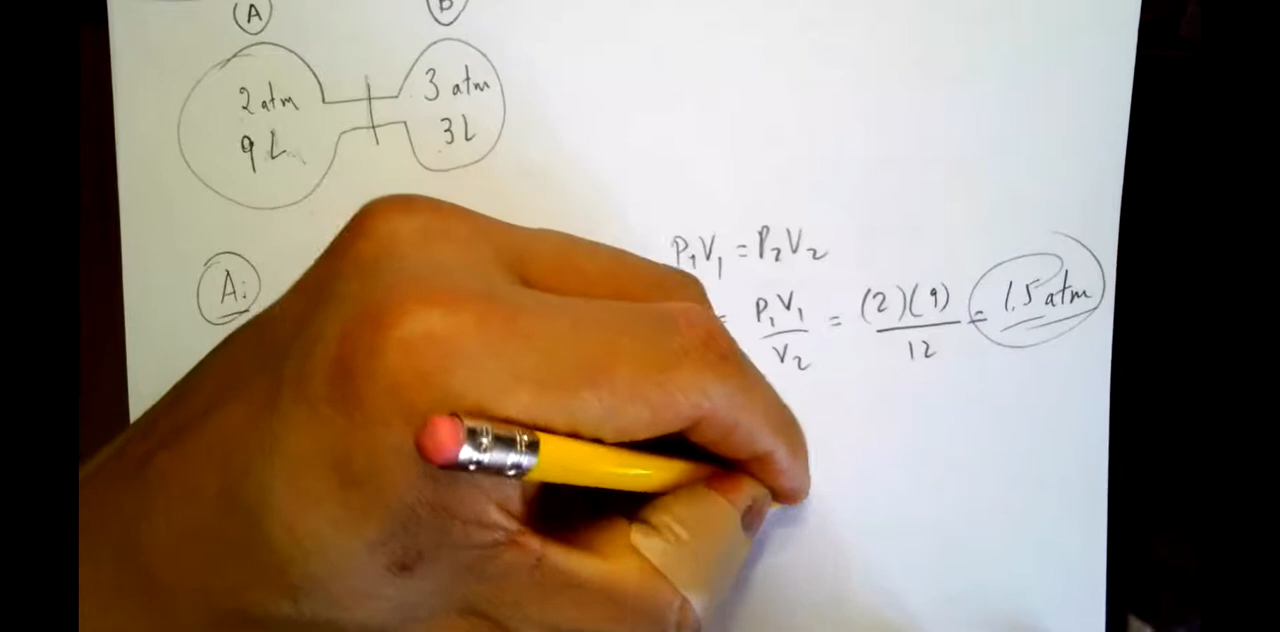 A B
2 atm 3 atm
9 L 3 L
P₁V₁ = P₂V₂
A: = P₁V₁/V₂ = (2)(9)/12 = 1.5 atm